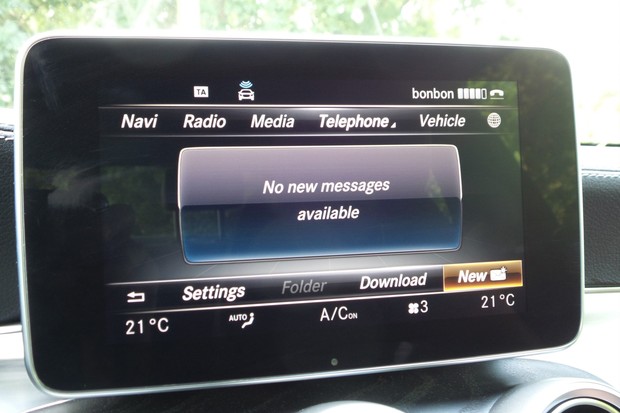 TA bonbon
Navi Radio Media Telephone Vehicle
No new messages
available
Settings Folder Download New
21°C AUTO A/C ON 3 21°C